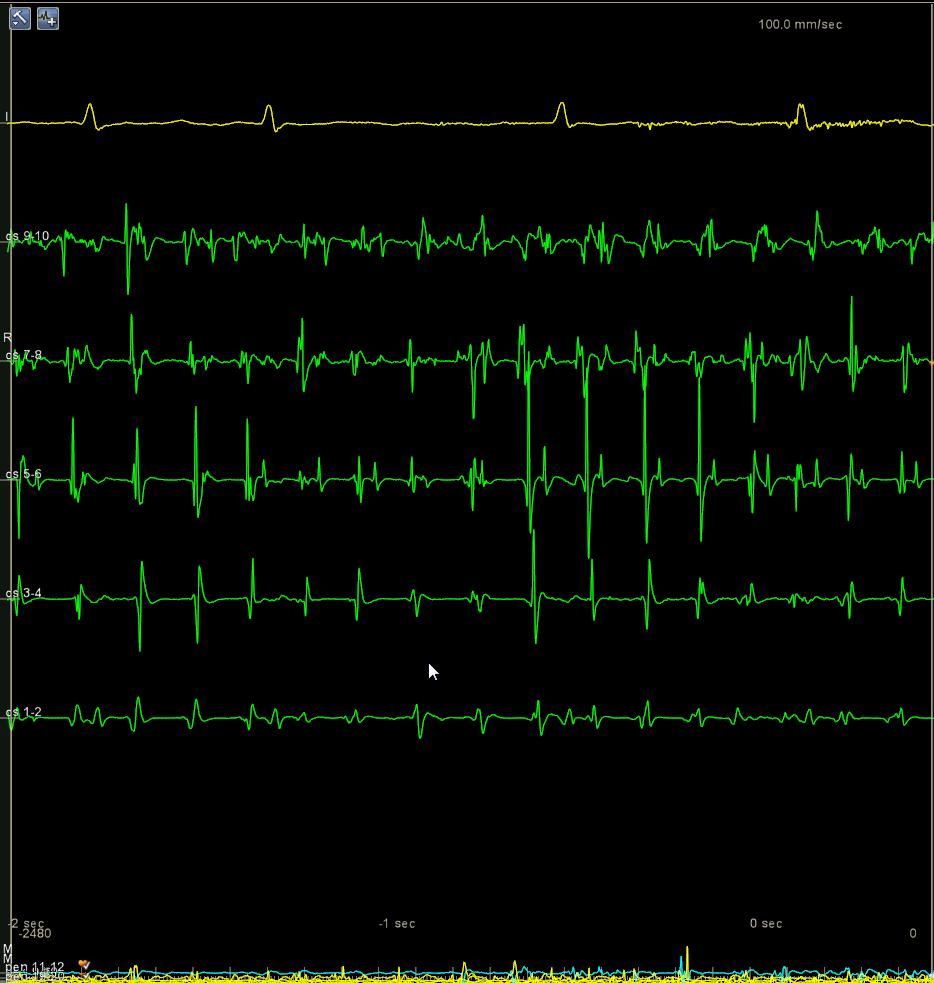 100.0 mm/sec
I
cs 9-10
R
cs 7-8
cs 5-6
cs 3-4
cs 1-2
-2 sec -1 sec 0 sec
-2480 0
M
M
pen 11-12